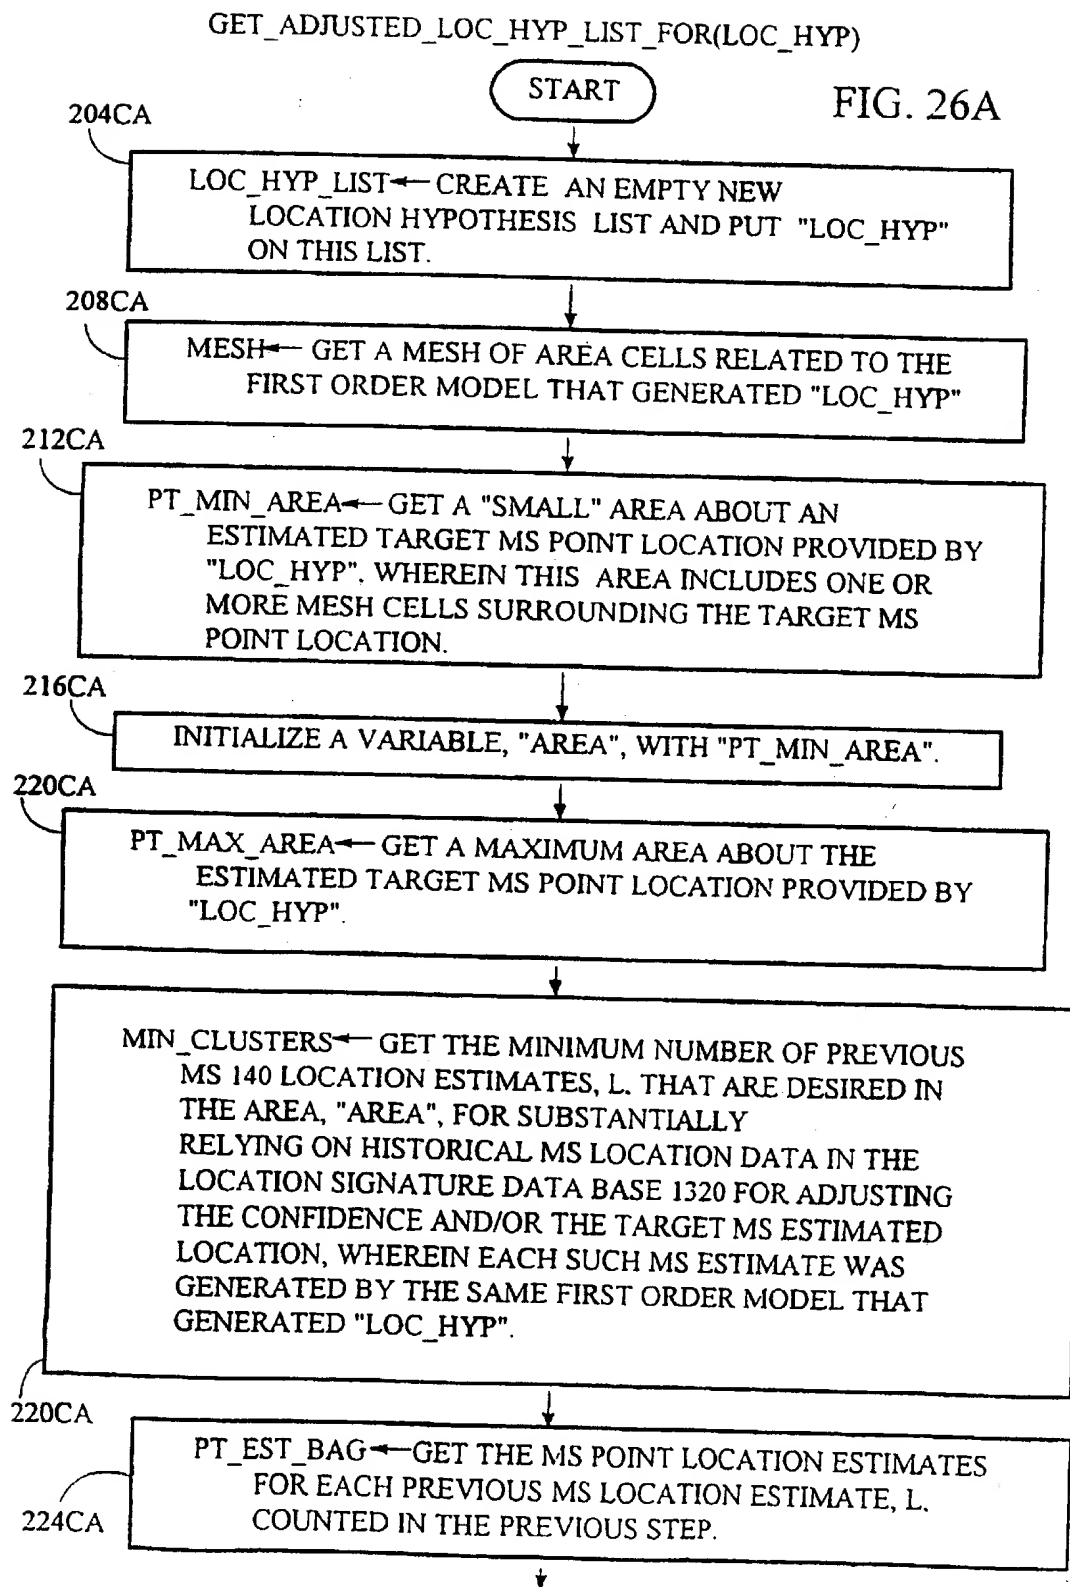 GET_ADJUSTED_LOC_HYP_LIST_FOR(LOC_HYP)
START
FIG. 26A
204CA
LOC_HYP_LIST← CREATE AN EMPTY NEW
LOCATION HYPOTHESIS LIST AND PUT "LOC_HYP"
ON THIS LIST.
208CA
MESH← GET A MESH OF AREA CELLS RELATED TO THE
FIRST ORDER MODEL THAT GENERATED "LOC_HYP"
212CA
PT_MIN_AREA← GET A "SMALL" AREA ABOUT AN
ESTIMATED TARGET MS POINT LOCATION PROVIDED BY
"LOC_HYP". WHEREIN THIS AREA INCLUDES ONE OR
MORE MESH CELLS SURROUNDING THE TARGET MS
POINT LOCATION.
216CA
INITIALIZE A VARIABLE, "AREA", WITH "PT_MIN_AREA".
220CA
PT_MAX_AREA← GET A MAXIMUM AREA ABOUT THE
ESTIMATED TARGET MS POINT LOCATION PROVIDED BY
"LOC_HYP".
MIN_CLUSTERS← GET THE MINIMUM NUMBER OF PREVIOUS
MS 140 LOCATION ESTIMATES, L. THAT ARE DESIRED IN
THE AREA, "AREA", FOR SUBSTANTIALLY
RELYING ON HISTORICAL MS LOCATION DATA IN THE
LOCATION SIGNATURE DATA BASE 1320 FOR ADJUSTING
THE CONFIDENCE AND/OR THE TARGET MS ESTIMATED
LOCATION, WHEREIN EACH SUCH MS ESTIMATE WAS
GENERATED BY THE SAME FIRST ORDER MODEL THAT
GENERATED "LOC_HYP".
220CA
PT_EST_BAG← GET THE MS POINT LOCATION ESTIMATES
FOR EACH PREVIOUS MS LOCATION ESTIMATE, L.
COUNTED IN THE PREVIOUS STEP.
224CA